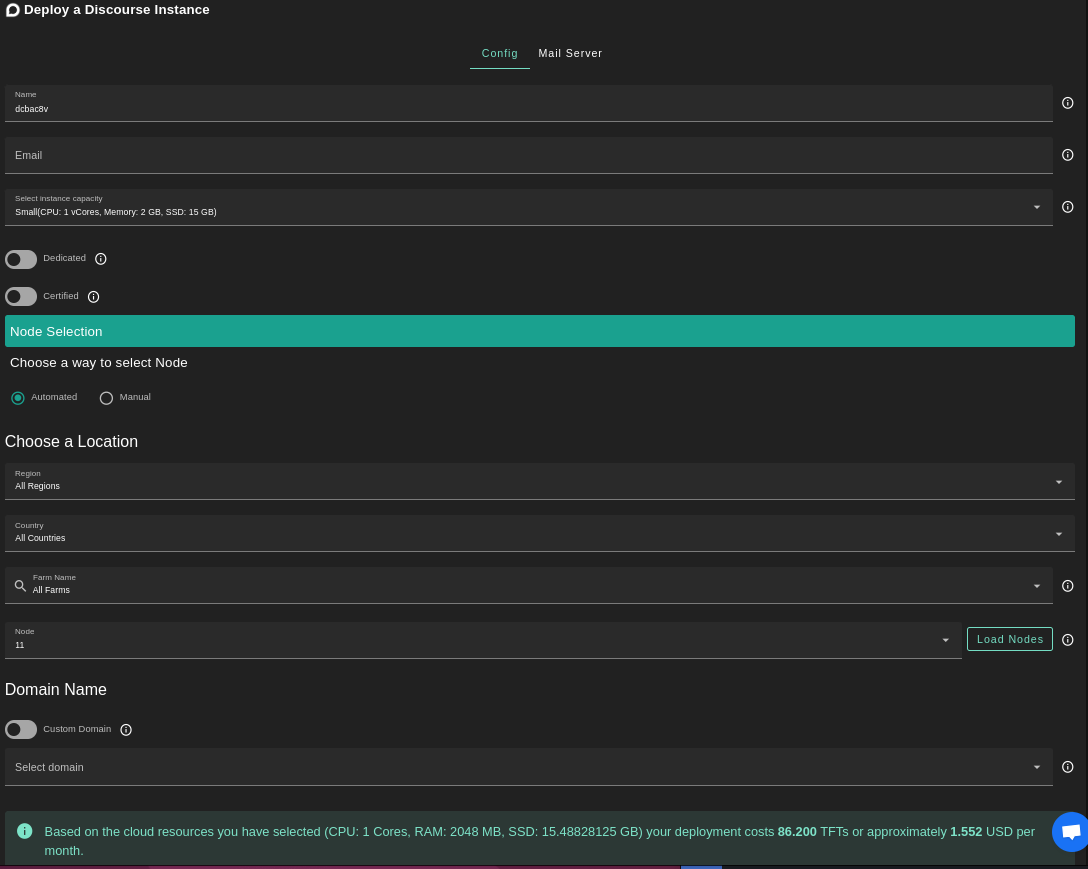 Deploy a Discourse Instance
Config Mail Server
Name
dcbac8v
Email
Select instance capacity
Small(CPU: 1 vCores, Memory: 2 GB, SSD: 15 GB)
Dedicated
Certified
Node Selection
Choose a way to select Node
Automated Manual
Choose a Location
Region
All Regions
Country
All Countries
Farm Name
All Farms
Node
11
Load Nodes
Domain Name
Custom Domain
Select domain
Based on the cloud resources you have selected (CPU: 1 Cores, RAM: 2048 MB, SSD: 15.48828125 GB) your deployment costs 86.200 TFTs or approximately 1.552 USD per
month.